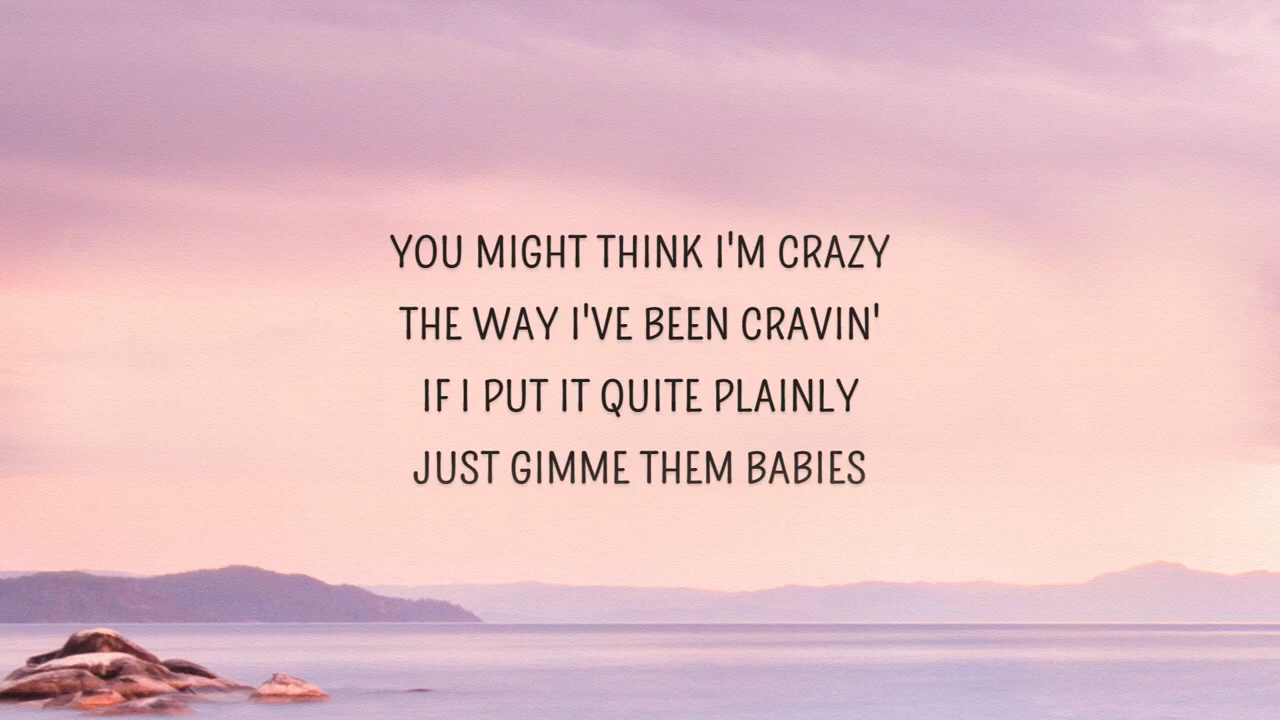 YOU MIGHT THINK I'M CRAZY
THE WAY I'VE BEEN CRAVIN'
IF I PUT IT QUITE PLAINLY
JUST GIMME THEM BABIES